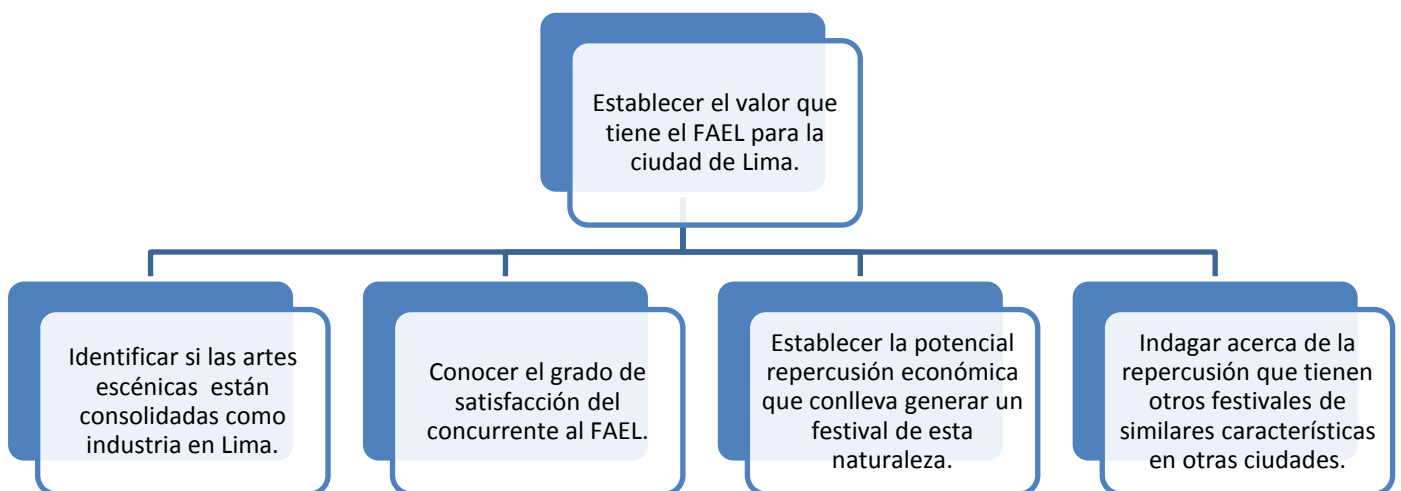 Establecer el valor que
tiene el FAEL para la
ciudad de Lima.
Identificar si las artes
escénicas están
consolidadas como
industria en Lima.
Conocer el grado de
satisfacción del
concurrente al FAEL.
Establecer la potencial
repercusión económica
que conlleva generar un
festival de esta
naturaleza.
Indagar acerca de la
repercusión que tienen
otros festivales de
similares características
en otras ciudades.